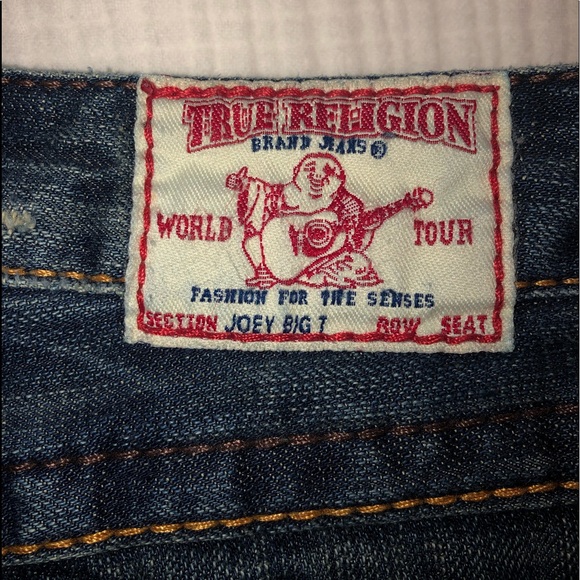 TRUE RELIGION
BRAND JEANS®
WORLD TOUR
FASHION FOR THE SENSES
SECTION JOEY BIG T ROW SEAT